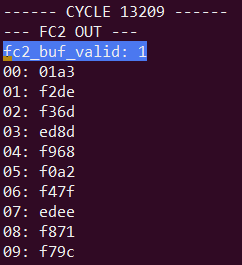 ------ CYCLE 13209 ------
--- FC2 OUT ---
fc2_buf_valid: 1
00: 01a3
01: f2de
02: f36d
03: ed8d
04: f968
05: f0a2
06: f47f
07: edee
08: f871
09: f79c